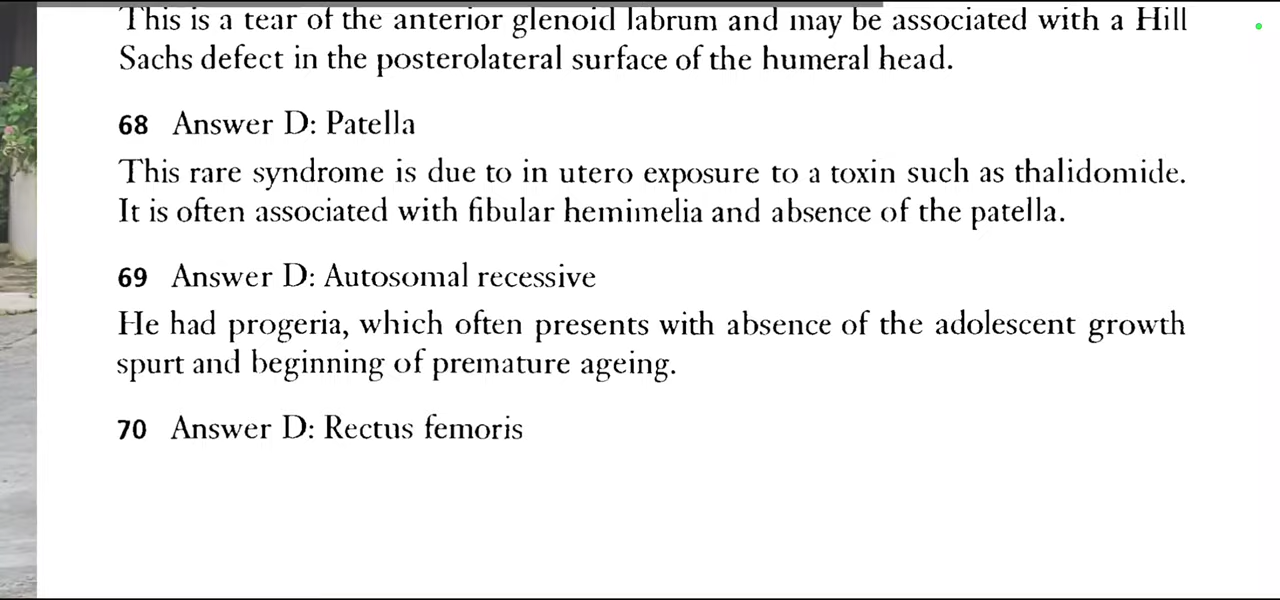 This is a tear of the anterior glenoid labrum and may be associated with a Hill
Sachs defect in the posterolateral surface of the humeral head.
68 Answer D: Patella
This rare syndrome is due to in utero exposure to a toxin such as thalidomide.
It is often associated with fibular hemimelia and absence of the patella.
69 Answer D: Autosomal recessive
He had progeria, which often presents with absence of the adolescent growth
spurt and beginning of premature ageing.
70 Answer D: Rectus femoris